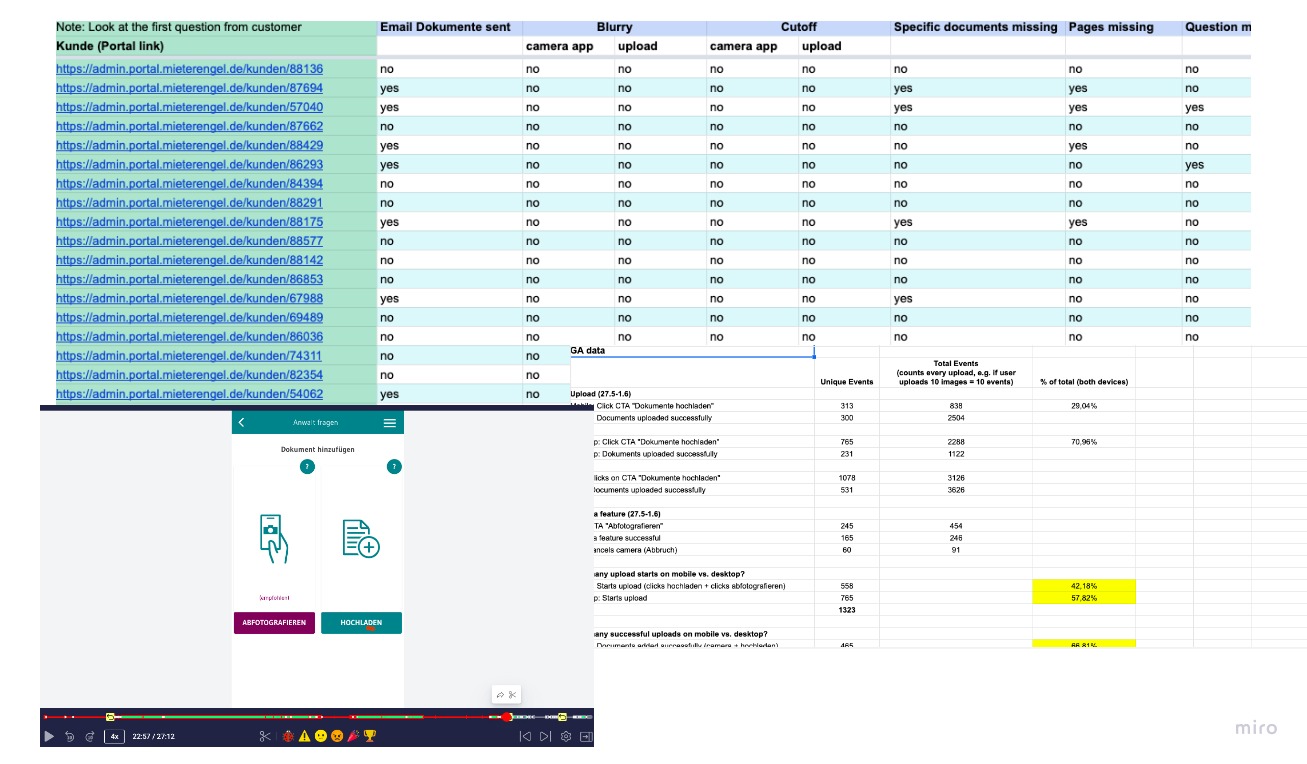 Note: Look at the first question from customer Email Dokumente sent Blurry Cutoff Specific documents missing Pages missing Question m
Kunde (Portal link) camera app upload camera app upload
https://admin.portal.mieterengel.de/kunden/88136 no no no no no no no no
https://admin.portal.mieterengel.de/kunden/87694 yes no no no no yes yes no
https://admin.portal.mieterengel.de/kunden/57040 yes no no no no yes yes yes
https://admin.portal.mieterengel.de/kunden/87662 no no no no no no no no
https://admin.portal.mieterengel.de/kunden/88429 yes no no no no no yes no
https://admin.portal.mieterengel.de/kunden/86293 yes no no no no no no yes
https://admin.portal.mieterengel.de/kunden/84394 no no no no no no no no
https://admin.portal.mieterengel.de/kunden/88291 no no no no no no no no
https://admin.portal.mieterengel.de/kunden/88175 yes no no no no yes yes no
https://admin.portal.mieterengel.de/kunden/88577 no no no no no no no no
https://admin.portal.mieterengel.de/kunden/88142 no no no no no no no no
https://admin.portal.mieterengel.de/kunden/86853 no no no no no no no no
https://admin.portal.mieterengel.de/kunden/67988 yes no no no no yes no no
https://admin.portal.mieterengel.de/kunden/69489 no no no no no no no no
https://admin.portal.mieterengel.de/kunden/86036 no no no no no no no no
https://admin.portal.mieterengel.de/kunden/74311 no no
https://admin.portal.mieterengel.de/kunden/82354 no no
https://admin.portal.mieterengel.de/kunden/54062 yes no
GA data
Unique Events
Total Events
(counts every upload, e.g. if user
uploads 10 images = 10 events)
% of total (both devices)
Upload (27.5-1.6)
Click CTA "Dokumente hochladen" 313 838 29,04%
Documents uploaded successfully 300 2504
p: Click CTA "Dokumente hochladen" 765 2288 70,96%
p: Dokuments uploaded successfully 231 1122
licks on CTA "Dokumente hochladen" 1078 3126
Documents uploaded successfully 531 3626
a feature (27.5-1.6)
TA "Abfotografieren" 245 454
a feature successful 165 246
ancels camera (Abbruch) 60 91
any upload starts on mobile vs. desktop?
Starts upload (clicks hochladen + clicks abfotografieren) 558 42,18%
p: Starts upload 765 57,82%
1323
any successful uploads on mobile vs. desktop?
Documents added successfully (camera + hochladen) 465 66,81%
Anwalt fragen
Dokument hinzufügen
? ?
(empfohlen)
ABFOTOGRAFIEREN HOCHLADEN
4x 22:57 / 27:12
miro